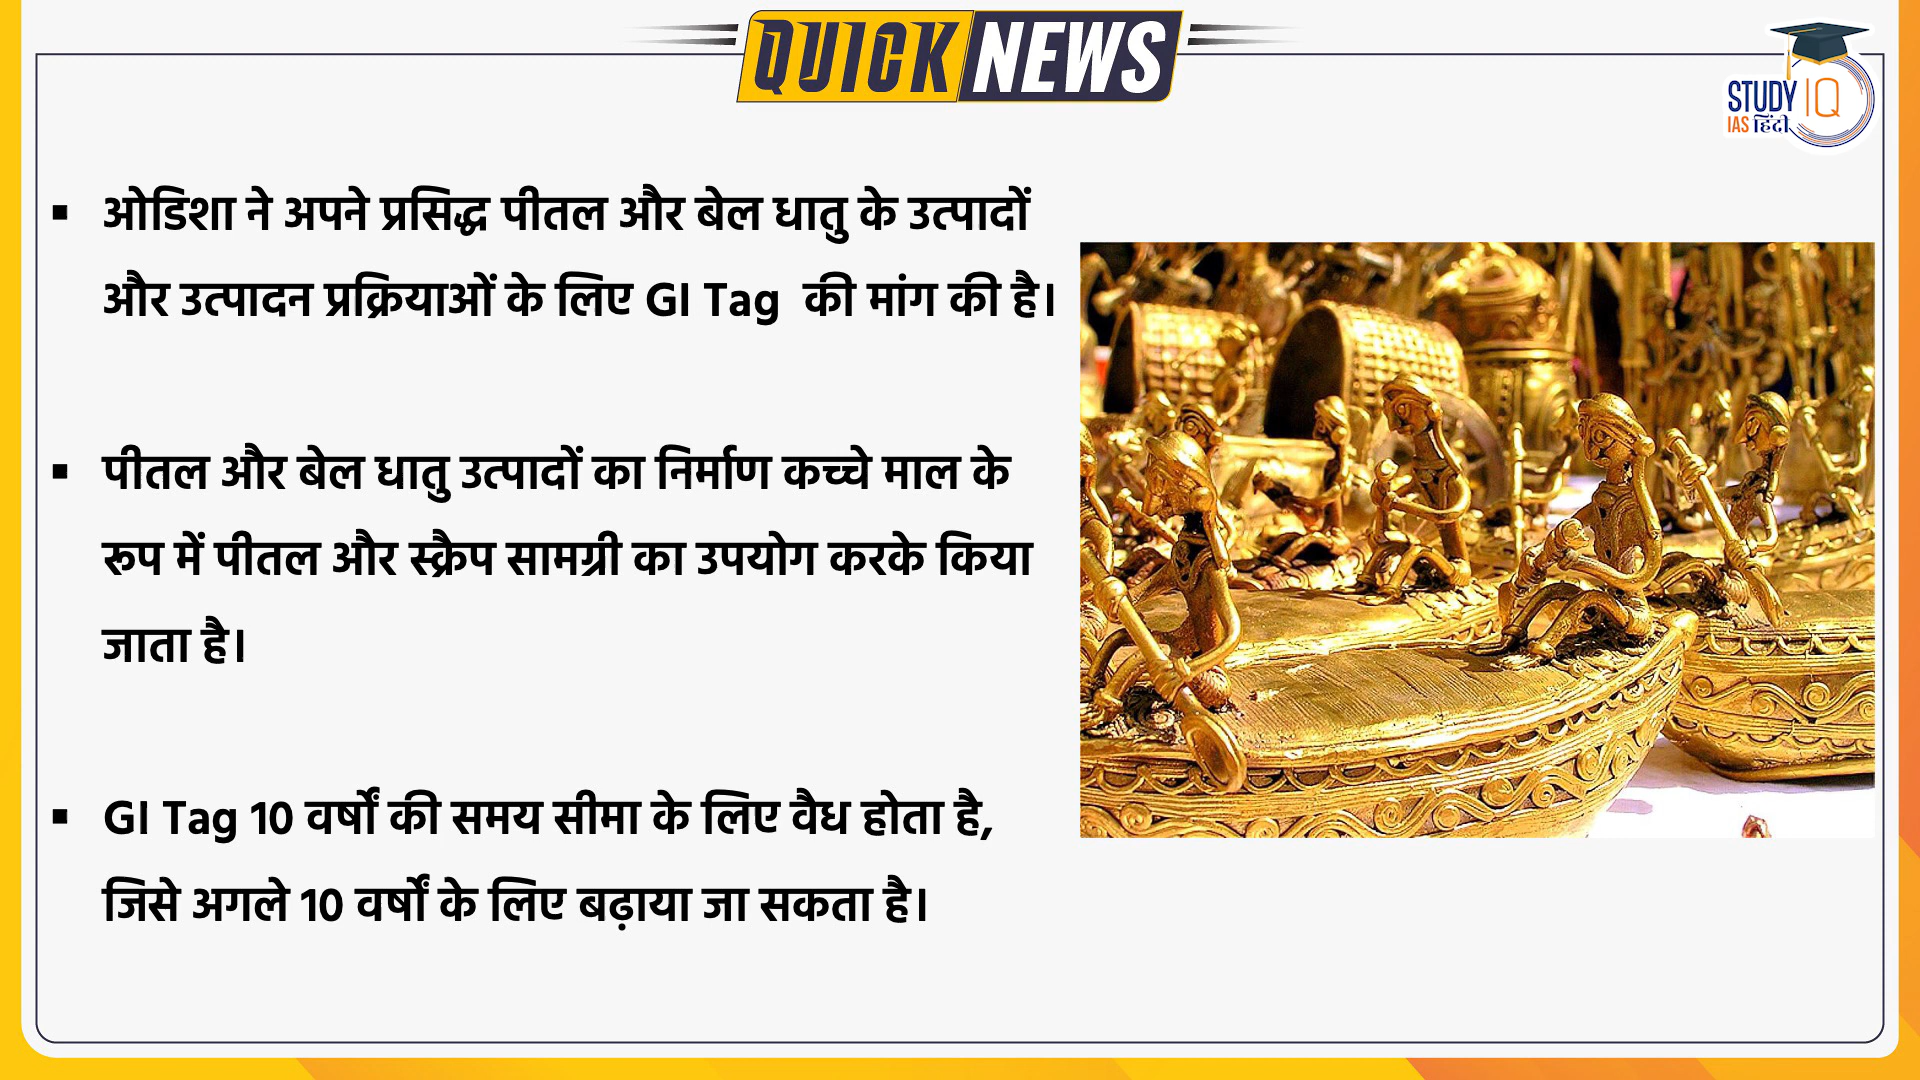 QUICK NEWS
STUDY IQ
IAS हिंदी
▪ ओडिशा ने अपने प्रसिद्ध पीतल और बेल धातु के उत्पादों
और उत्पादन प्रक्रियाओं के लिए GI Tag की मांग की है।
▪ पीतल और बेल धातु उत्पादों का निर्माण कच्चे माल के
रूप में पीतल और स्क्रैप सामग्री का उपयोग करके किया
जाता है।
▪ GI Tag 10 वर्षों की समय सीमा के लिए वैध होता है,
जिसे अगले 10 वर्षों के लिए बढ़ाया जा सकता है।